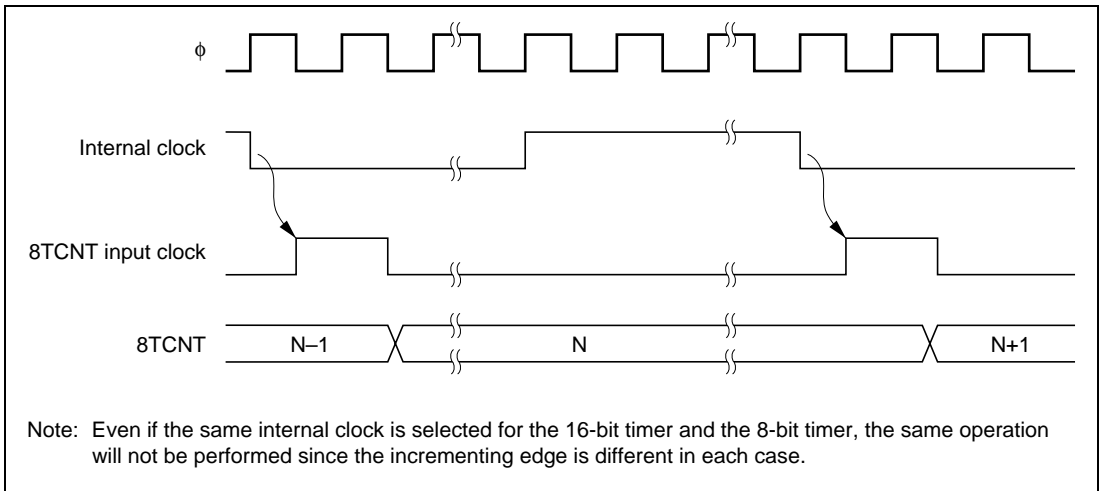 ϕ
Internal clock
8TCNT input clock
8TCNT
N–1
N
N+1
Note: Even if the same internal clock is selected for the 16-bit timer and the 8-bit timer, the same operation
will not be performed since the incrementing edge is different in each case.